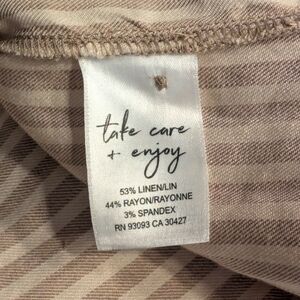 take care
+ enjoy
53% LINEN/LIN
44% RAYON/RAYONNE
3% SPANDEX
RN 93093 CA 30427